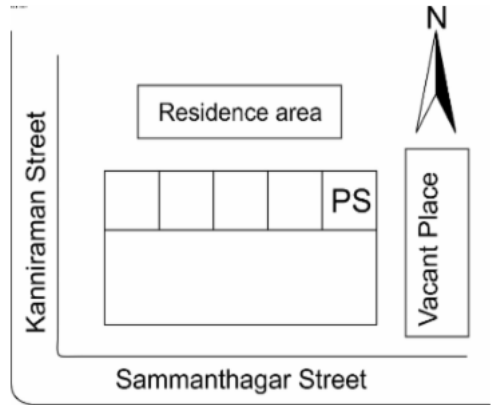 N
Residence area
Kanniraman Street
PS
Vacant Place
Sammanthagar Street